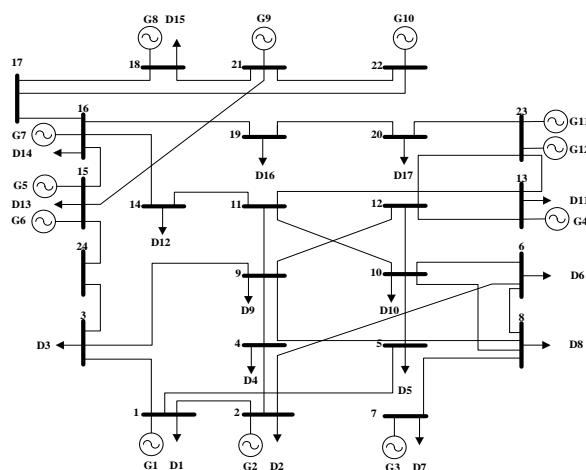 G8 D15 G9 G10
17 18 21 22
16 23 G11
G7 19 20 G12
D14 D16 D17
15 13
G5 D11
D13 14 11 12 G4
G6 D12 6
24 9 10 D6
D9 D10
3 8
D3 4 5 D8
D4 D5
1 2 7
G1 D1 G2 D2 G3 D7